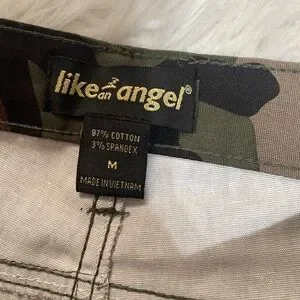 like an angel®
97% COTTON
3% SPANDEX
M
MADE IN VIETNAM